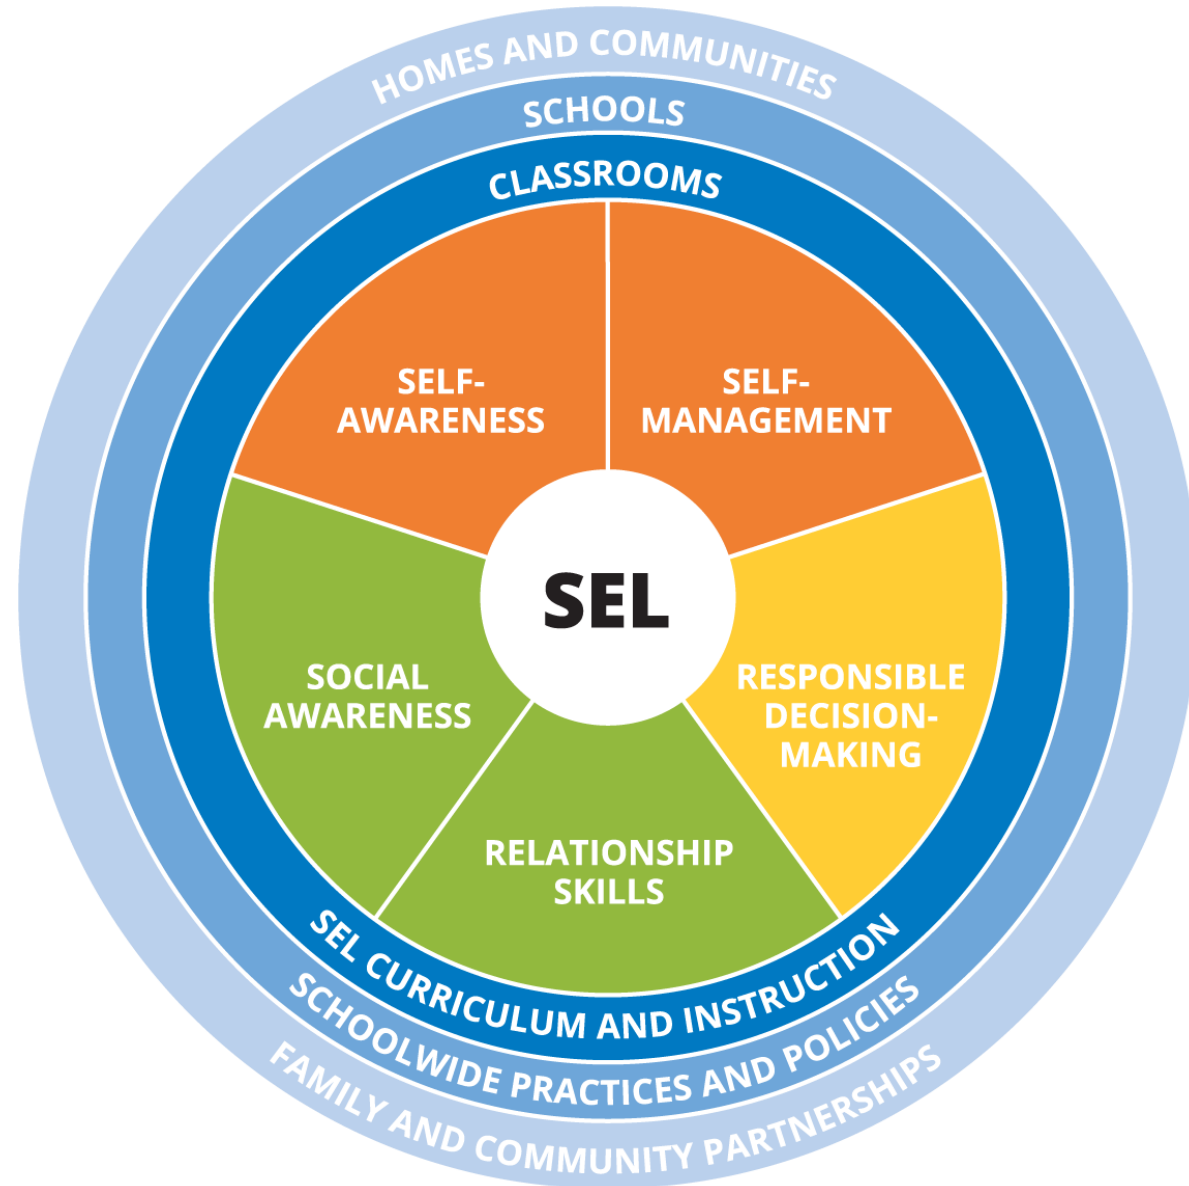 HOMES AND COMMUNITIES
SCHOOLS
CLASSROOMS
SELF-
AWARENESS
SELF-
MANAGEMENT
SEL
SOCIAL
AWARENESS
RESPONSIBLE
DECISION-
MAKING
RELATIONSHIP
SKILLS
SEL CURRICULUM AND INSTRUCTION
SCHOOLWIDE PRACTICES AND POLICIES
FAMILY AND COMMUNITY PARTNERSHIPS